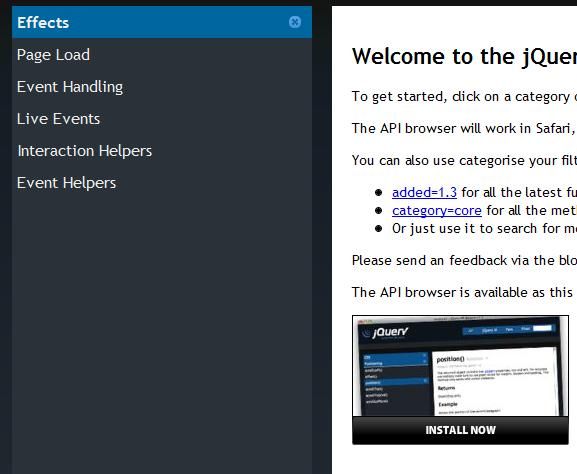 Effects
Page Load
Event Handling
Live Events
Interaction Helpers
Event Helpers
Welcome to the jQuer
To get started, click on a category
The API browser will work in Safari,
You can also use categorise your filt
added=1.3 for all the latest fu
category=core for all the met
Or just use it to search for m
Please send an feedback via the blo
The API browser is available as this
jQuery
position()
Returns
Example
INSTALL NOW